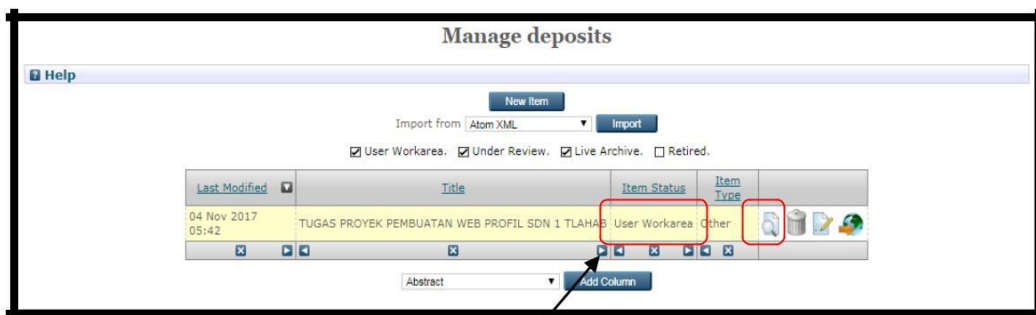 Manage deposits
Help
New Item
Import from Atom XML Import
User Workarea. Under Review. Live Archive. Retired.
Last Modified Title Item Status Item Type
04 Nov 2017 05:42 TUGAS PROYEK PEMBUATAN WEB PROFIL SDN 1 TLAHAB User Workarea Other
Abstract Add Column